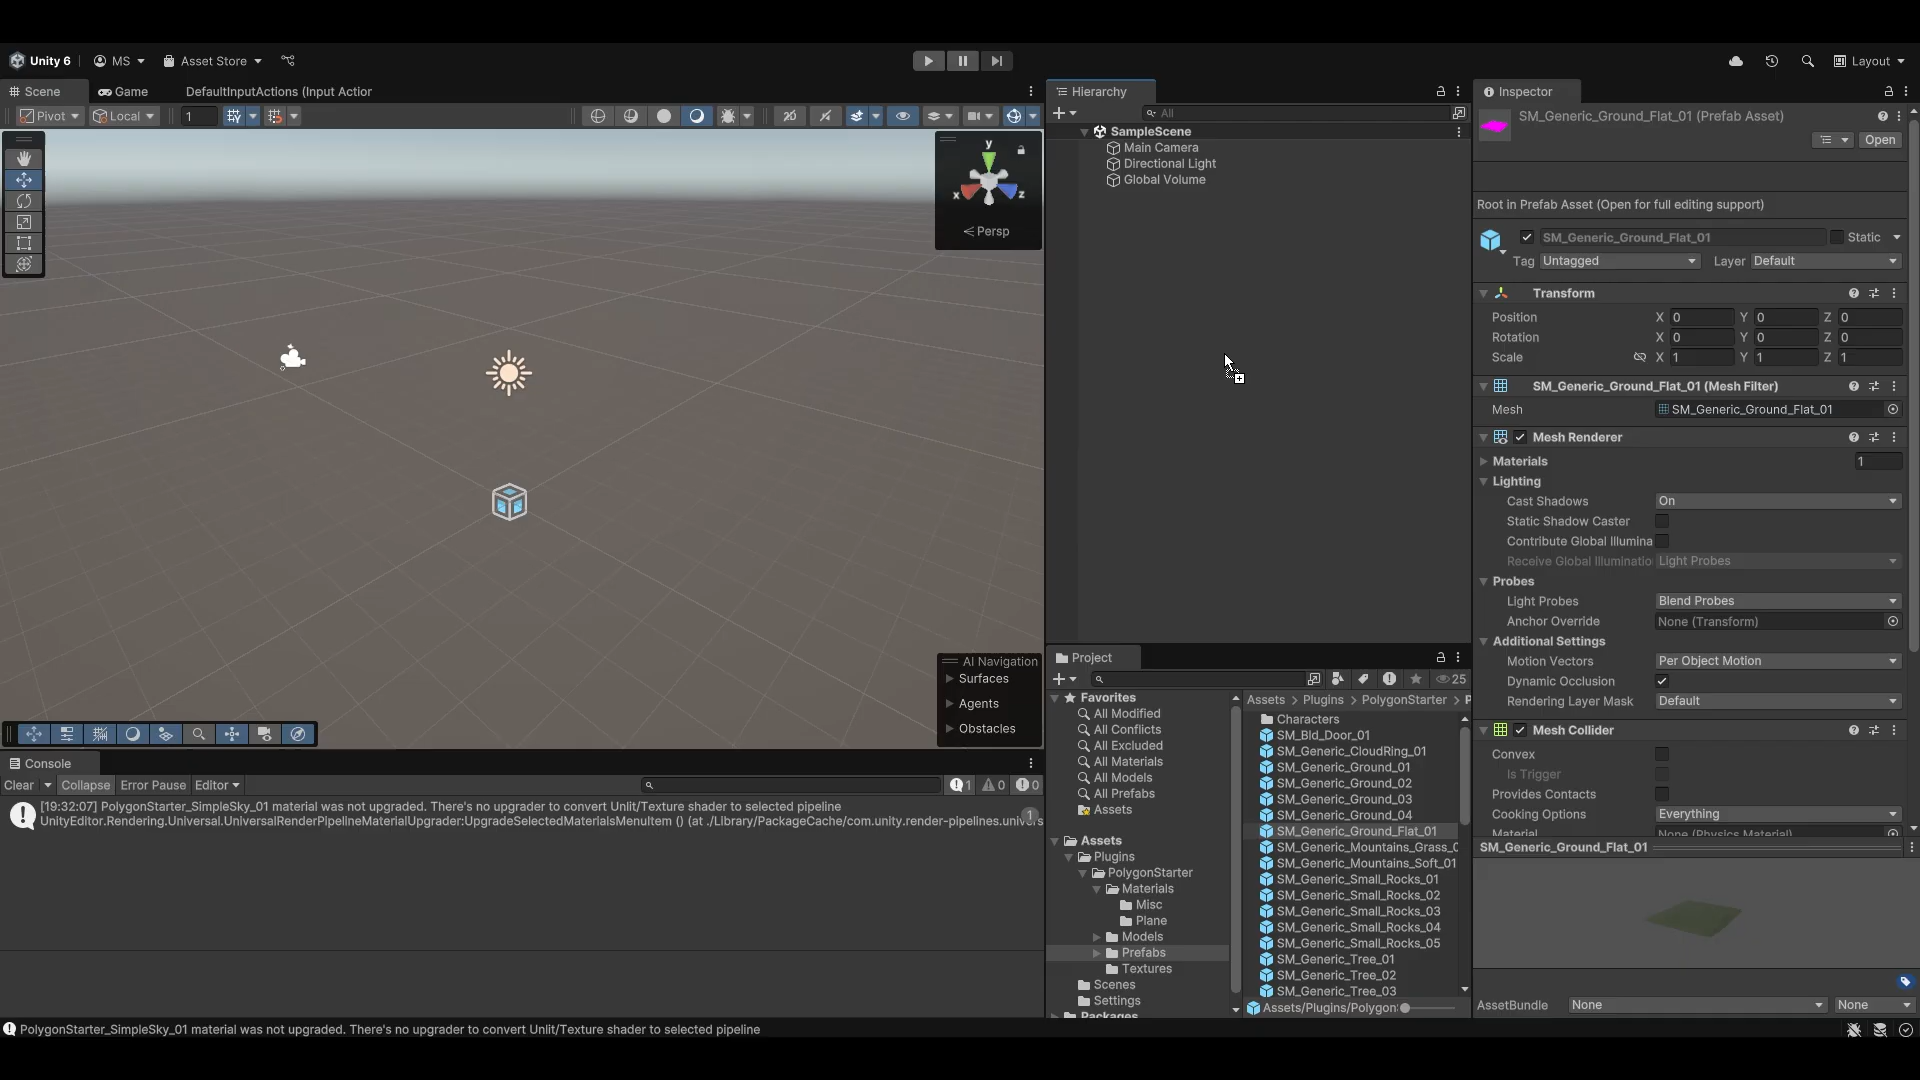 Unity 6
MS
Asset Store
Layout
Scene
Game
DefaultInputActions (Input Actior
Pivot
Local
1
2D
y
x
z
Persp
AI Navigation
Surfaces
Agents
Obstacles
Hierarchy
All
SampleScene
Main Camera
Directional Light
Global Volume
Inspector
SM_Generic_Ground_Flat_01 (Prefab Asset)
Open
Root in Prefab Asset (Open for full editing support)
SM_Generic_Ground_Flat_01
Static
Tag Untagged
Layer Default
Transform
Position X 0 Y 0 Z 0
Rotation X 0 Y 0 Z 0
Scale X 1 Y 1 Z 1
SM_Generic_Ground_Flat_01 (Mesh Filter)
Mesh SM_Generic_Ground_Flat_01
Mesh Renderer
Materials 1
Lighting
Cast Shadows On
Static Shadow Caster
Contribute Global Illumina
Receive Global Illuminatio Light Probes
Probes
Light Probes Blend Probes
Anchor Override None (Transform)
Additional Settings
Motion Vectors Per Object Motion
Dynamic Occlusion
Rendering Layer Mask Default
Mesh Collider
Convex
Is Trigger
Provides Contacts
Cooking Options Everything
Material None (Physics Material)
SM_Generic_Ground_Flat_01
AssetBundle None None
Project
25
Favorites
All Modified
All Conflicts
All Excluded
All Materials
All Models
All Prefabs
Assets
Assets
Plugins
PolygonStarter
Materials
Misc
Plane
Models
Prefabs
Textures
Scenes
Settings
Packages
Assets > Plugins > PolygonStarter > P
Characters
SM_Bld_Door_01
SM_Generic_CloudRing_01
SM_Generic_Ground_01
SM_Generic_Ground_02
SM_Generic_Ground_03
SM_Generic_Ground_04
SM_Generic_Ground_Flat_01
SM_Generic_Mountains_Grass_0
SM_Generic_Mountains_Soft_01
SM_Generic_Small_Rocks_01
SM_Generic_Small_Rocks_02
SM_Generic_Small_Rocks_03
SM_Generic_Small_Rocks_04
SM_Generic_Small_Rocks_05
SM_Generic_Tree_01
SM_Generic_Tree_02
SM_Generic_Tree_03
Assets/Plugins/Polygon
Console
Clear
Collapse
Error Pause
Editor
1
0
0
[19:32:07] PolygonStarter_SimpleSky_01 material was not upgraded. There's no upgrader to convert Unlit/Texture shader to selected pipeline
UnityEditor.Rendering.Universal.UniversalRenderPipelineMaterialUpgrader:UpgradeSelectedMaterialsMenuItem () (at ./Library/PackageCache/com.unity.render-pipelines.univers
1
PolygonStarter_SimpleSky_01 material was not upgraded. There's no upgrader to convert Unlit/Texture shader to selected pipeline